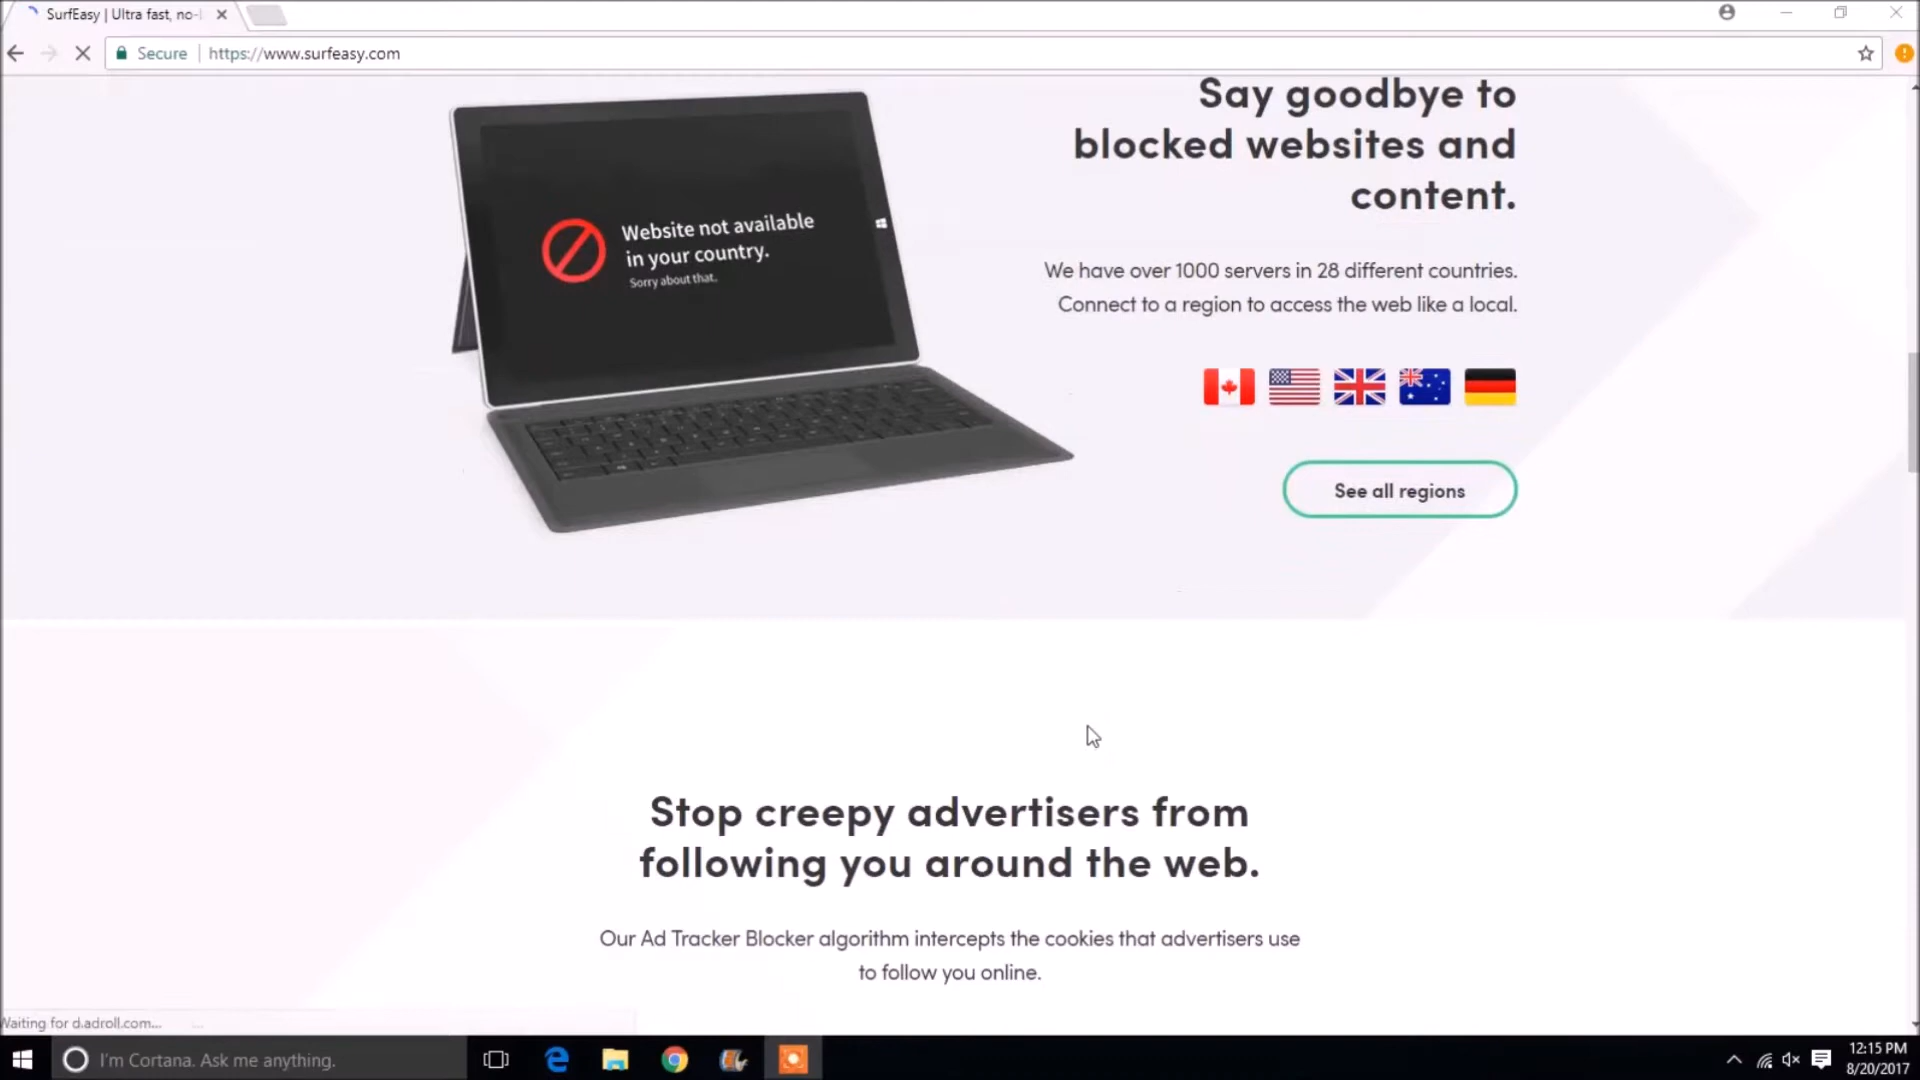 SurfEasy | Ultra fast, no-l
Secure
https://www.surfeasy.com
Website not available
in your country.
Sorry about that.
Say goodbye to
blocked websites and
content.
We have over 1000 servers in 28 different countries.
Connect to a region to access the web like a local.
See all regions
Stop creepy advertisers from
following you around the web.
Our Ad Tracker Blocker algorithm intercepts the cookies that advertisers use
to follow you online.
Waiting for d.adroll.com...
I'm Cortana. Ask me anything.
12:15 PM
8/20/2017